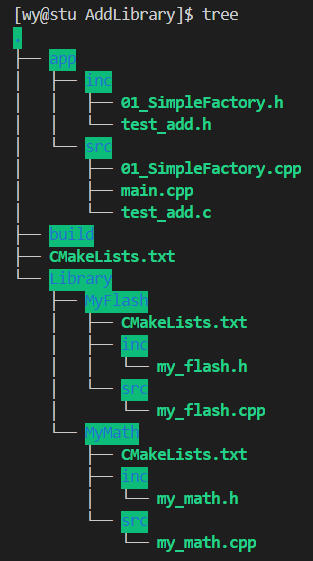 [wy@stu AddLibrary]$ tree
.
├── app
│   ├── inc
│   │   ├── 01_SimpleFactory.h
│   │   └── test_add.h
│   └── src
│       ├── 01_SimpleFactory.cpp
│       ├── main.cpp
│       └── test_add.c
├── build
├── CMakeLists.txt
└── Library
    ├── MyFlash
    │   ├── CMakeLists.txt
    │   ├── inc
    │   │   └── my_flash.h
    │   └── src
    │       └── my_flash.cpp
    └── MyMath
        ├── CMakeLists.txt
        ├── inc
        │   └── my_math.h
        └── src
            └── my_math.cpp